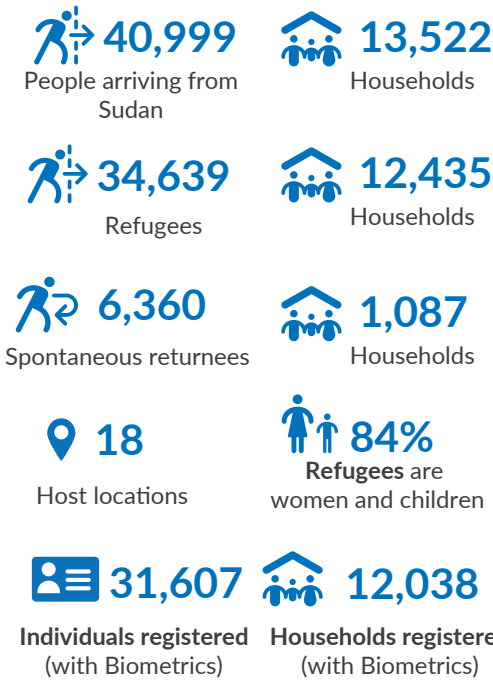 40,999
People arriving from
Sudan
13,522
Households
34,639
Refugees
12,435
Households
6,360
Spontaneous returnees
1,087
Households
18
Host locations
84%
Refugees are
women and children
31,607
Individuals registered
(with Biometrics)
12,038
Households registere
(with Biometrics)